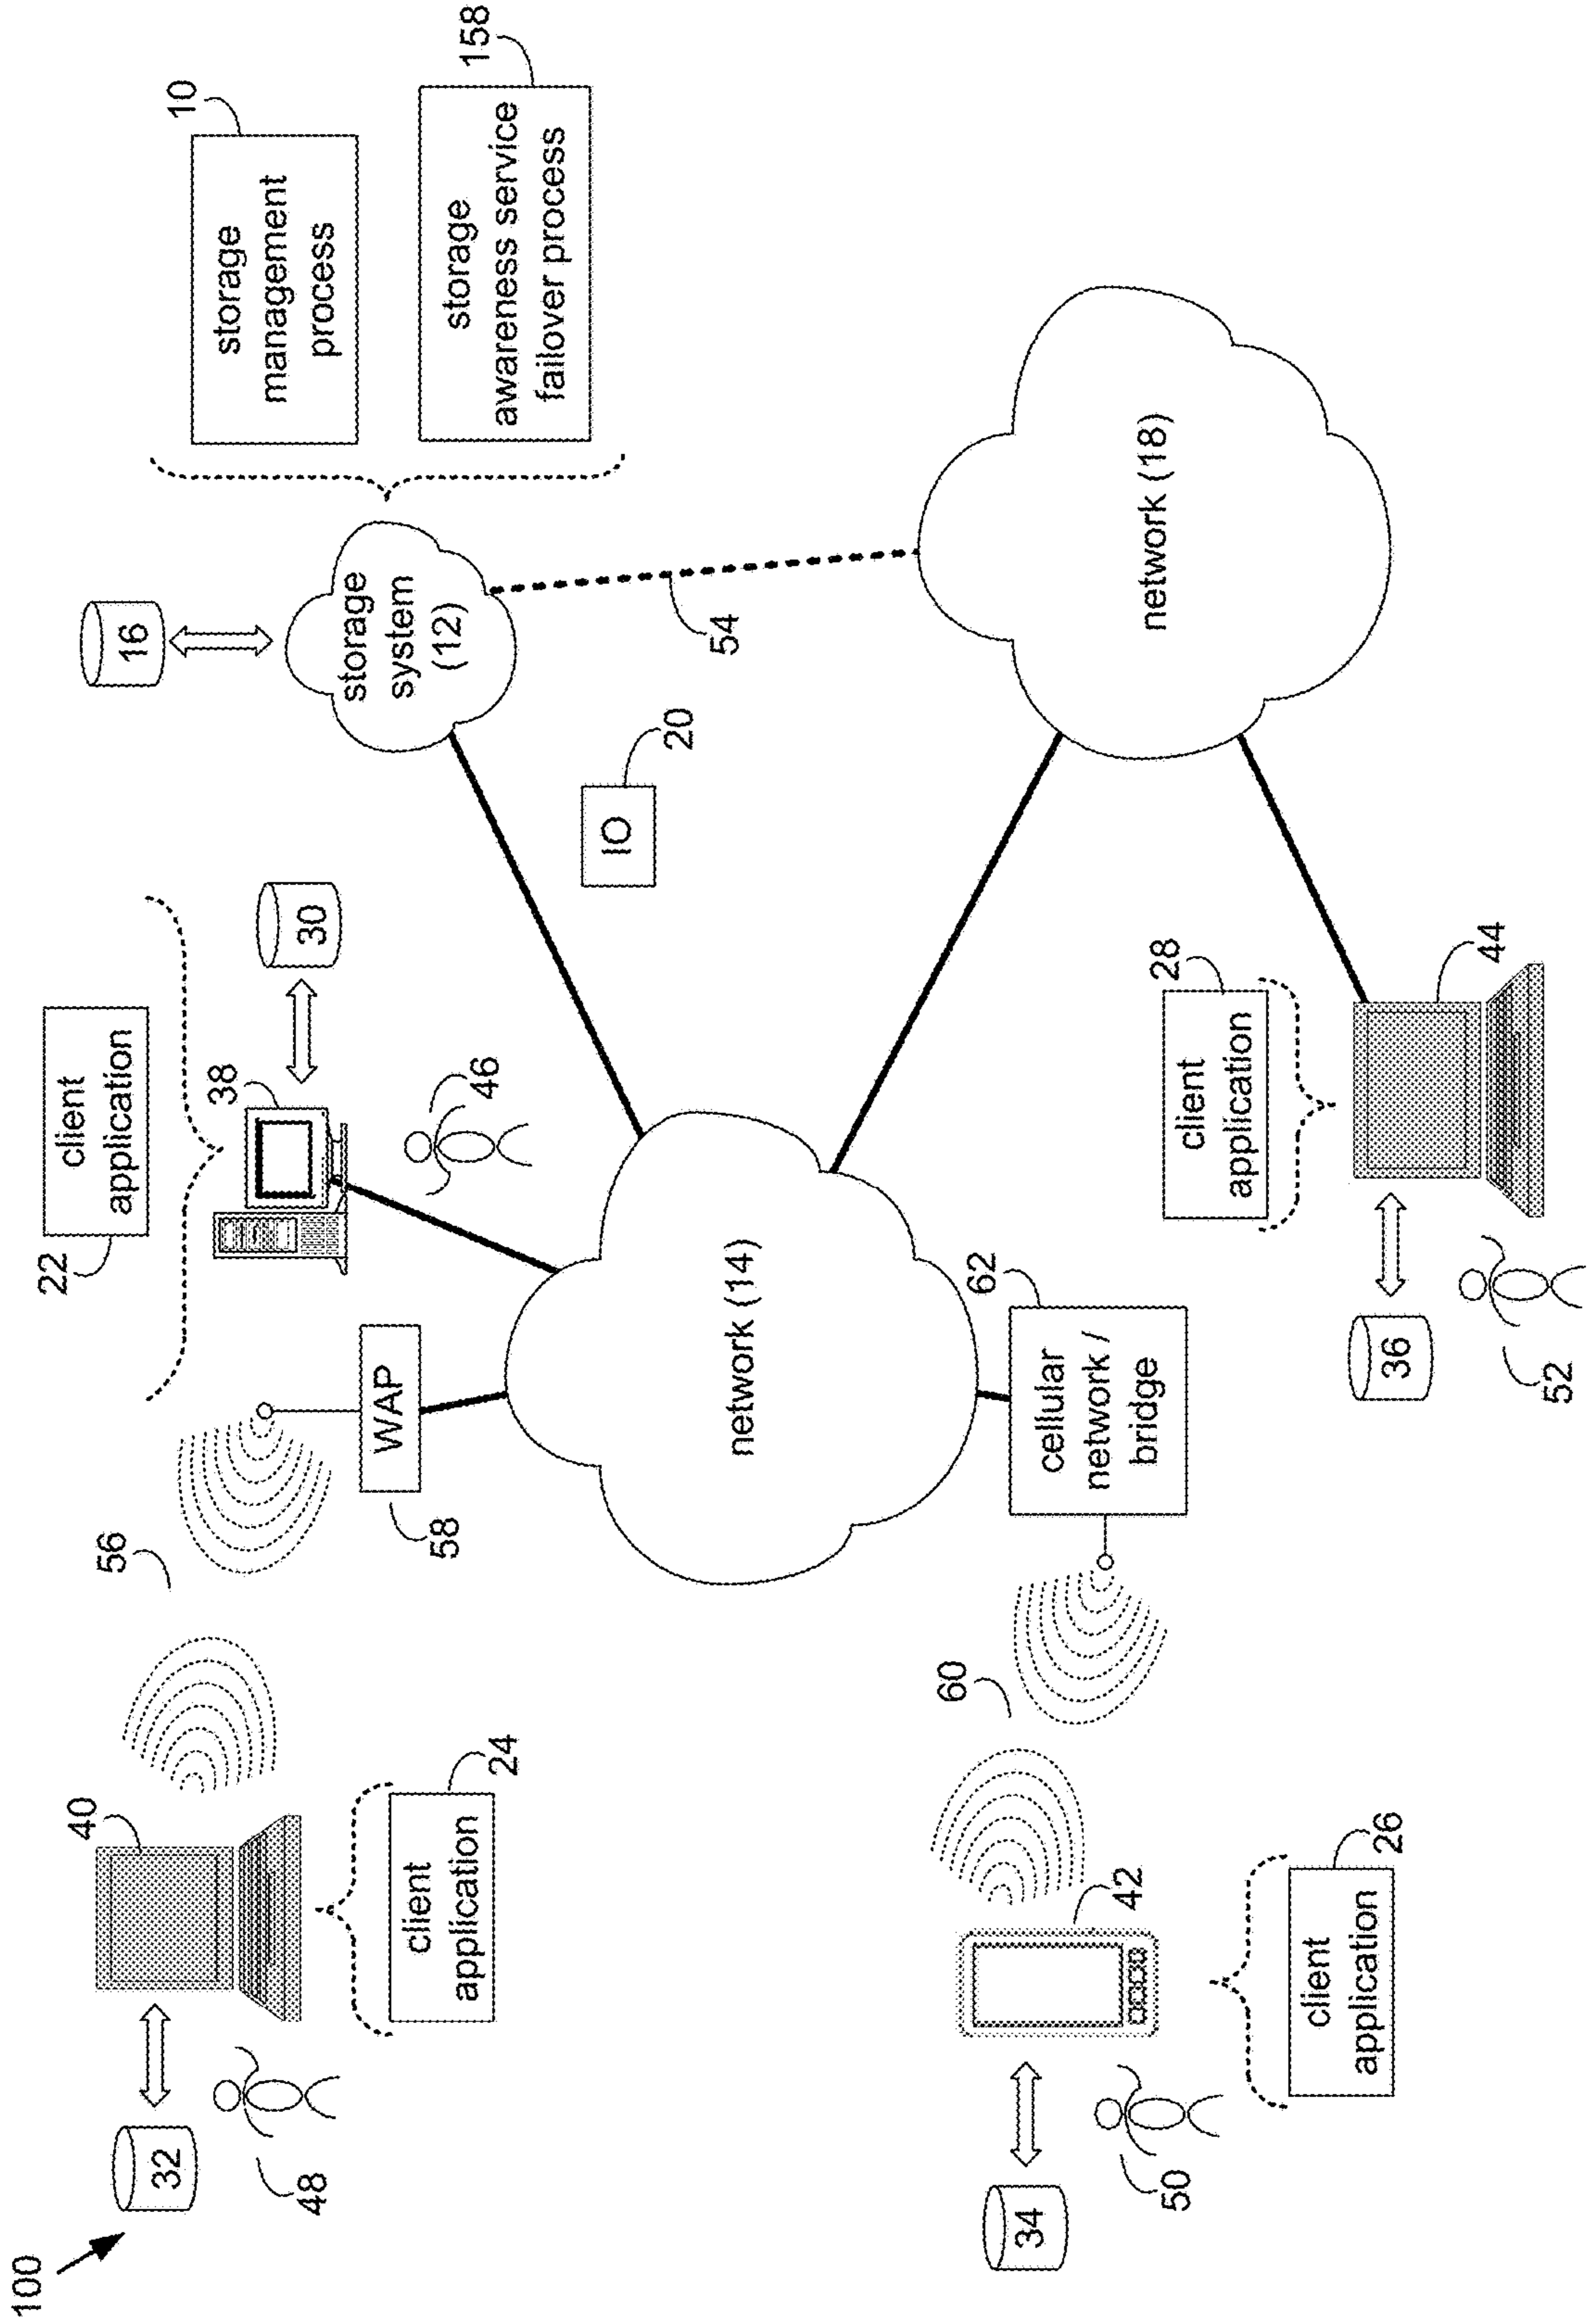 100
32
48
40
client
application
24
56
WAP
58
client
application
22
38
30
46
16
storage
system
(12)
storage
management
process
10
storage
awareness service
failover process
158
IO
20
54
network (14)
network (18)
34
50
42
client
application
26
60
cellular
network /
bridge
62
36
52
client
application
28
44